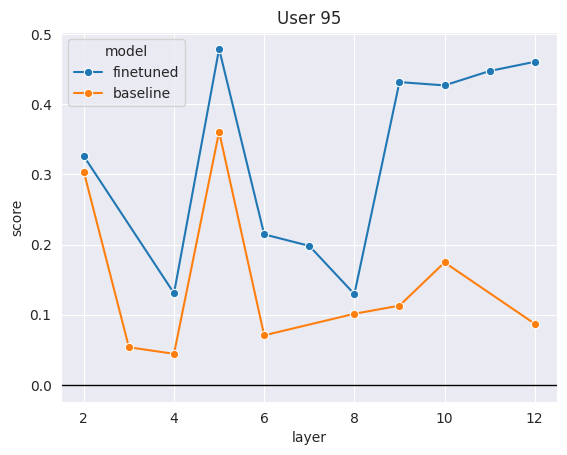 User 95
model
finetuned
baseline
score
0.5
0.4
0.3
0.2
0.1
0.0
2 4 6 8 10 12
layer